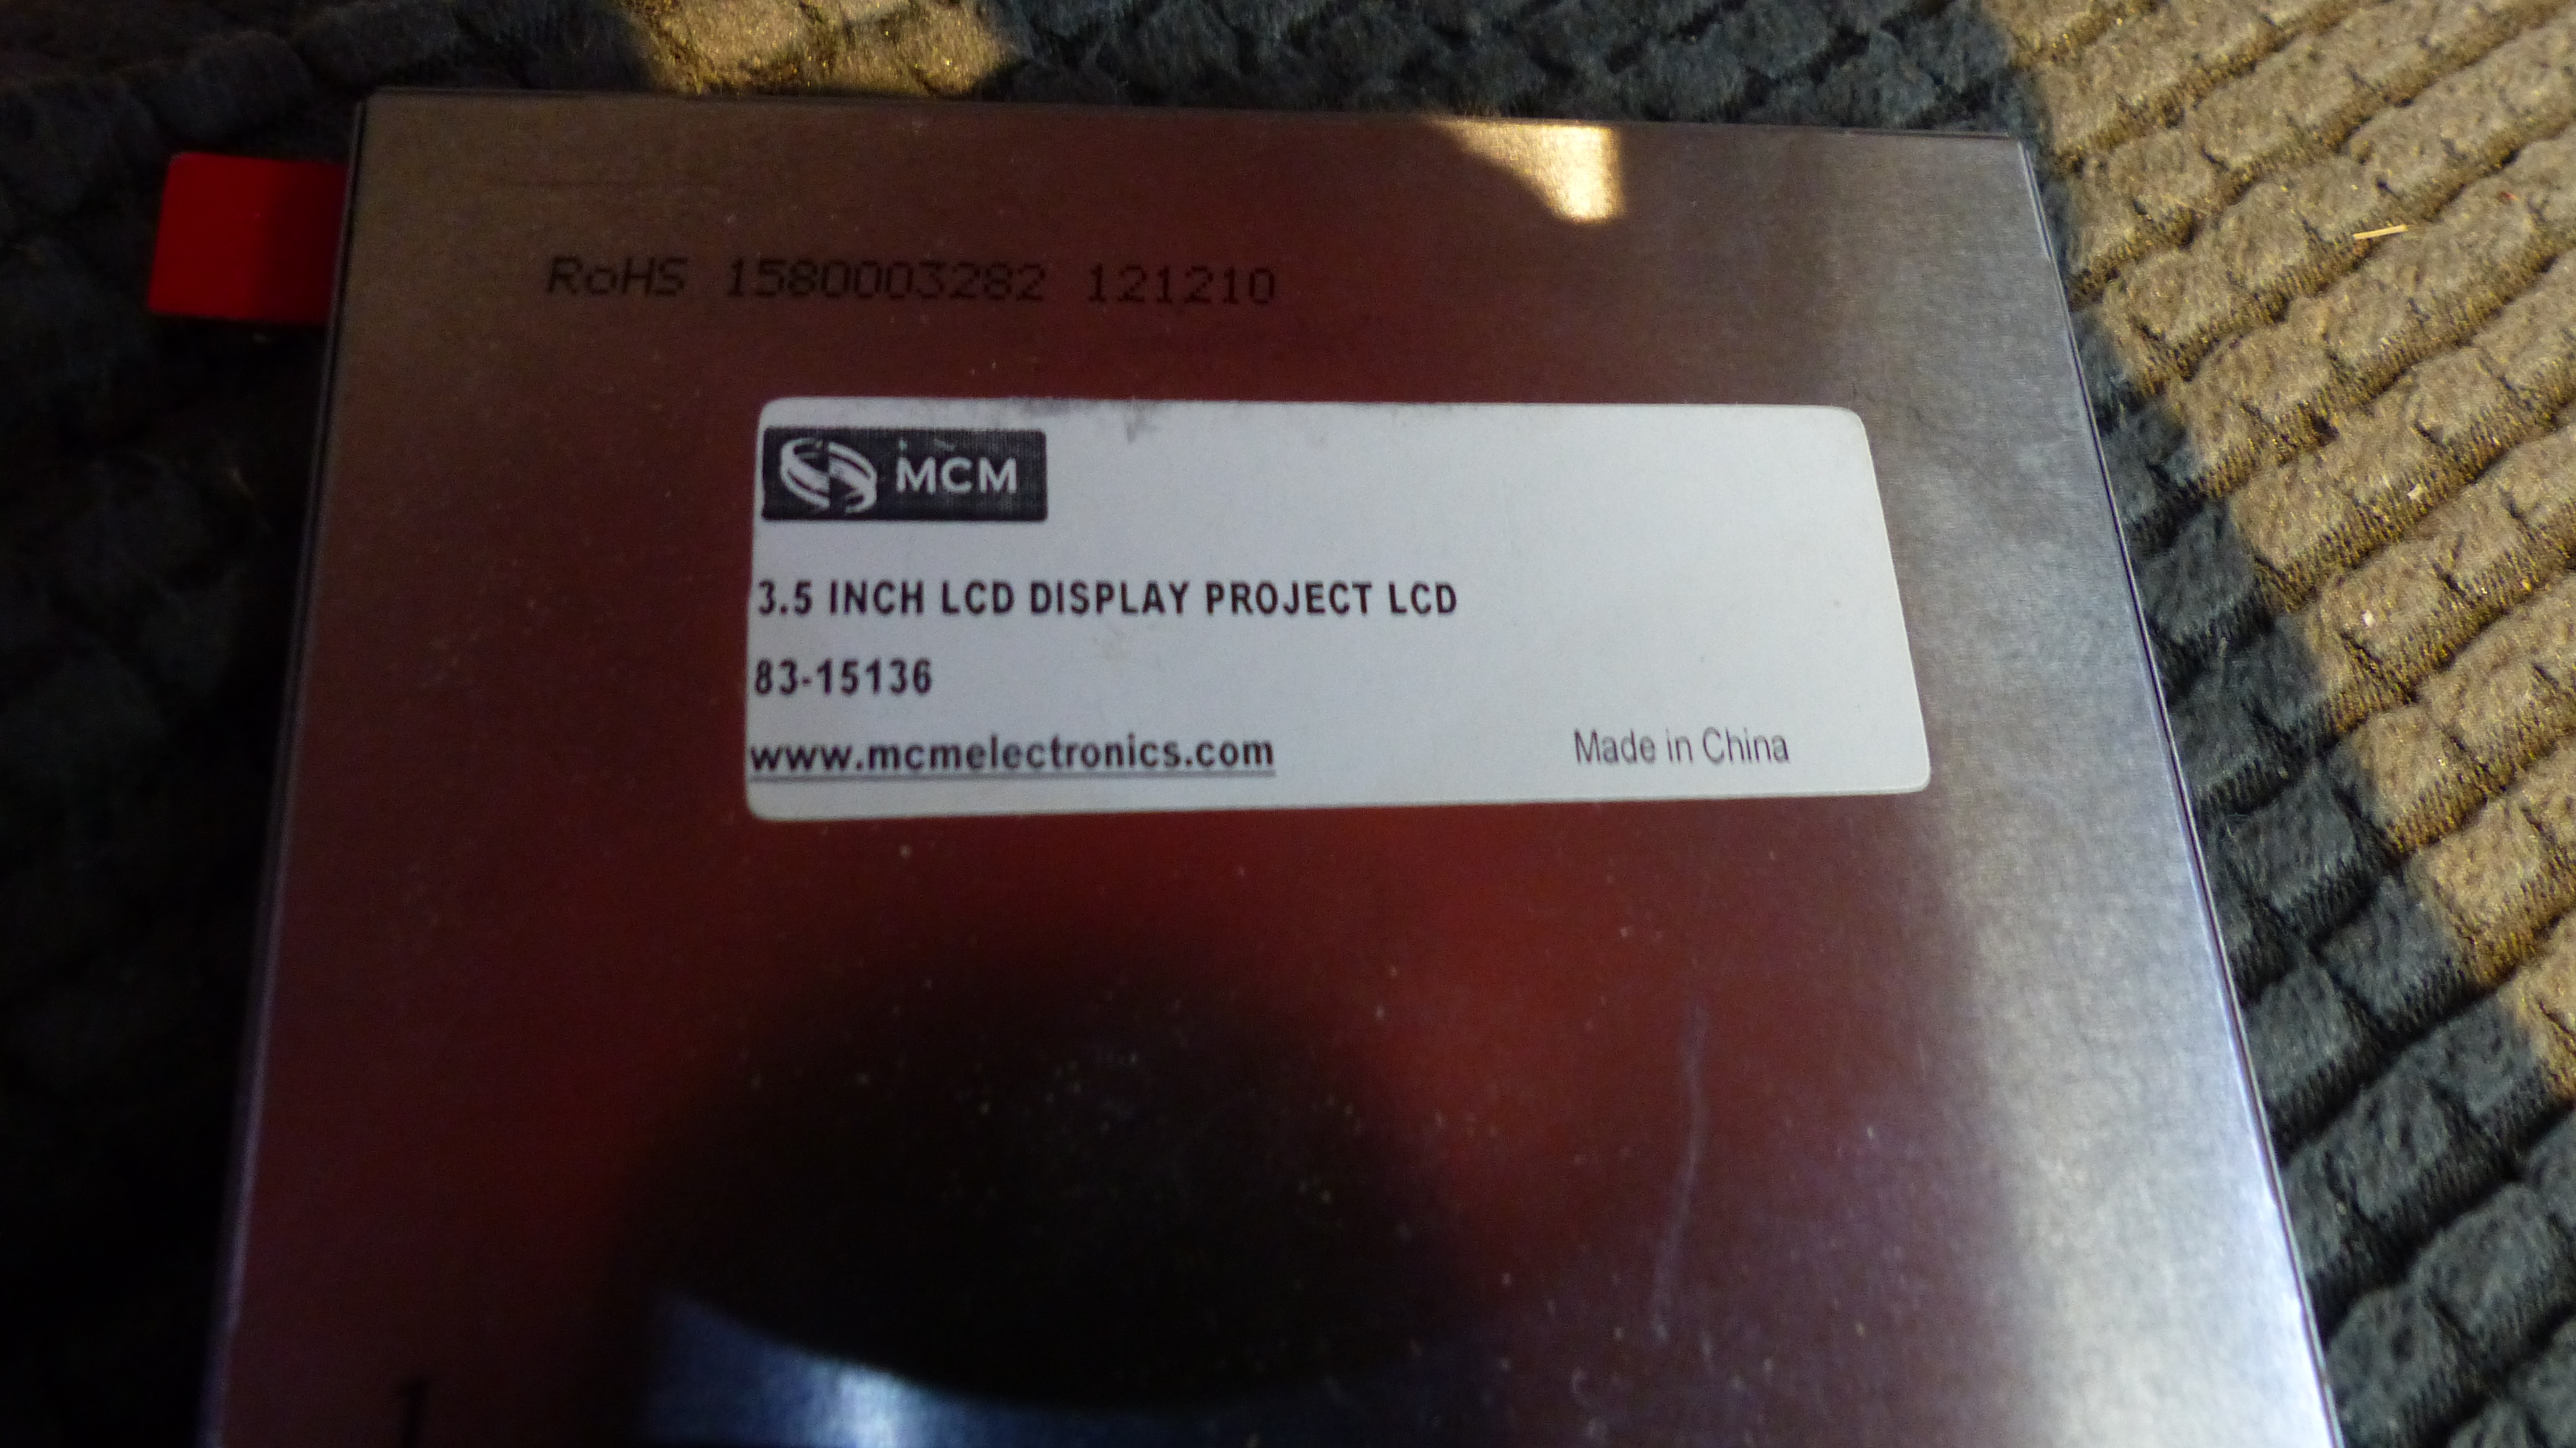 RoHS 1580003282 121210
MCM
3.5 INCH LCD DISPLAY PROJECT LCD
83-15136
www.mcmelectronics.com
Made in China